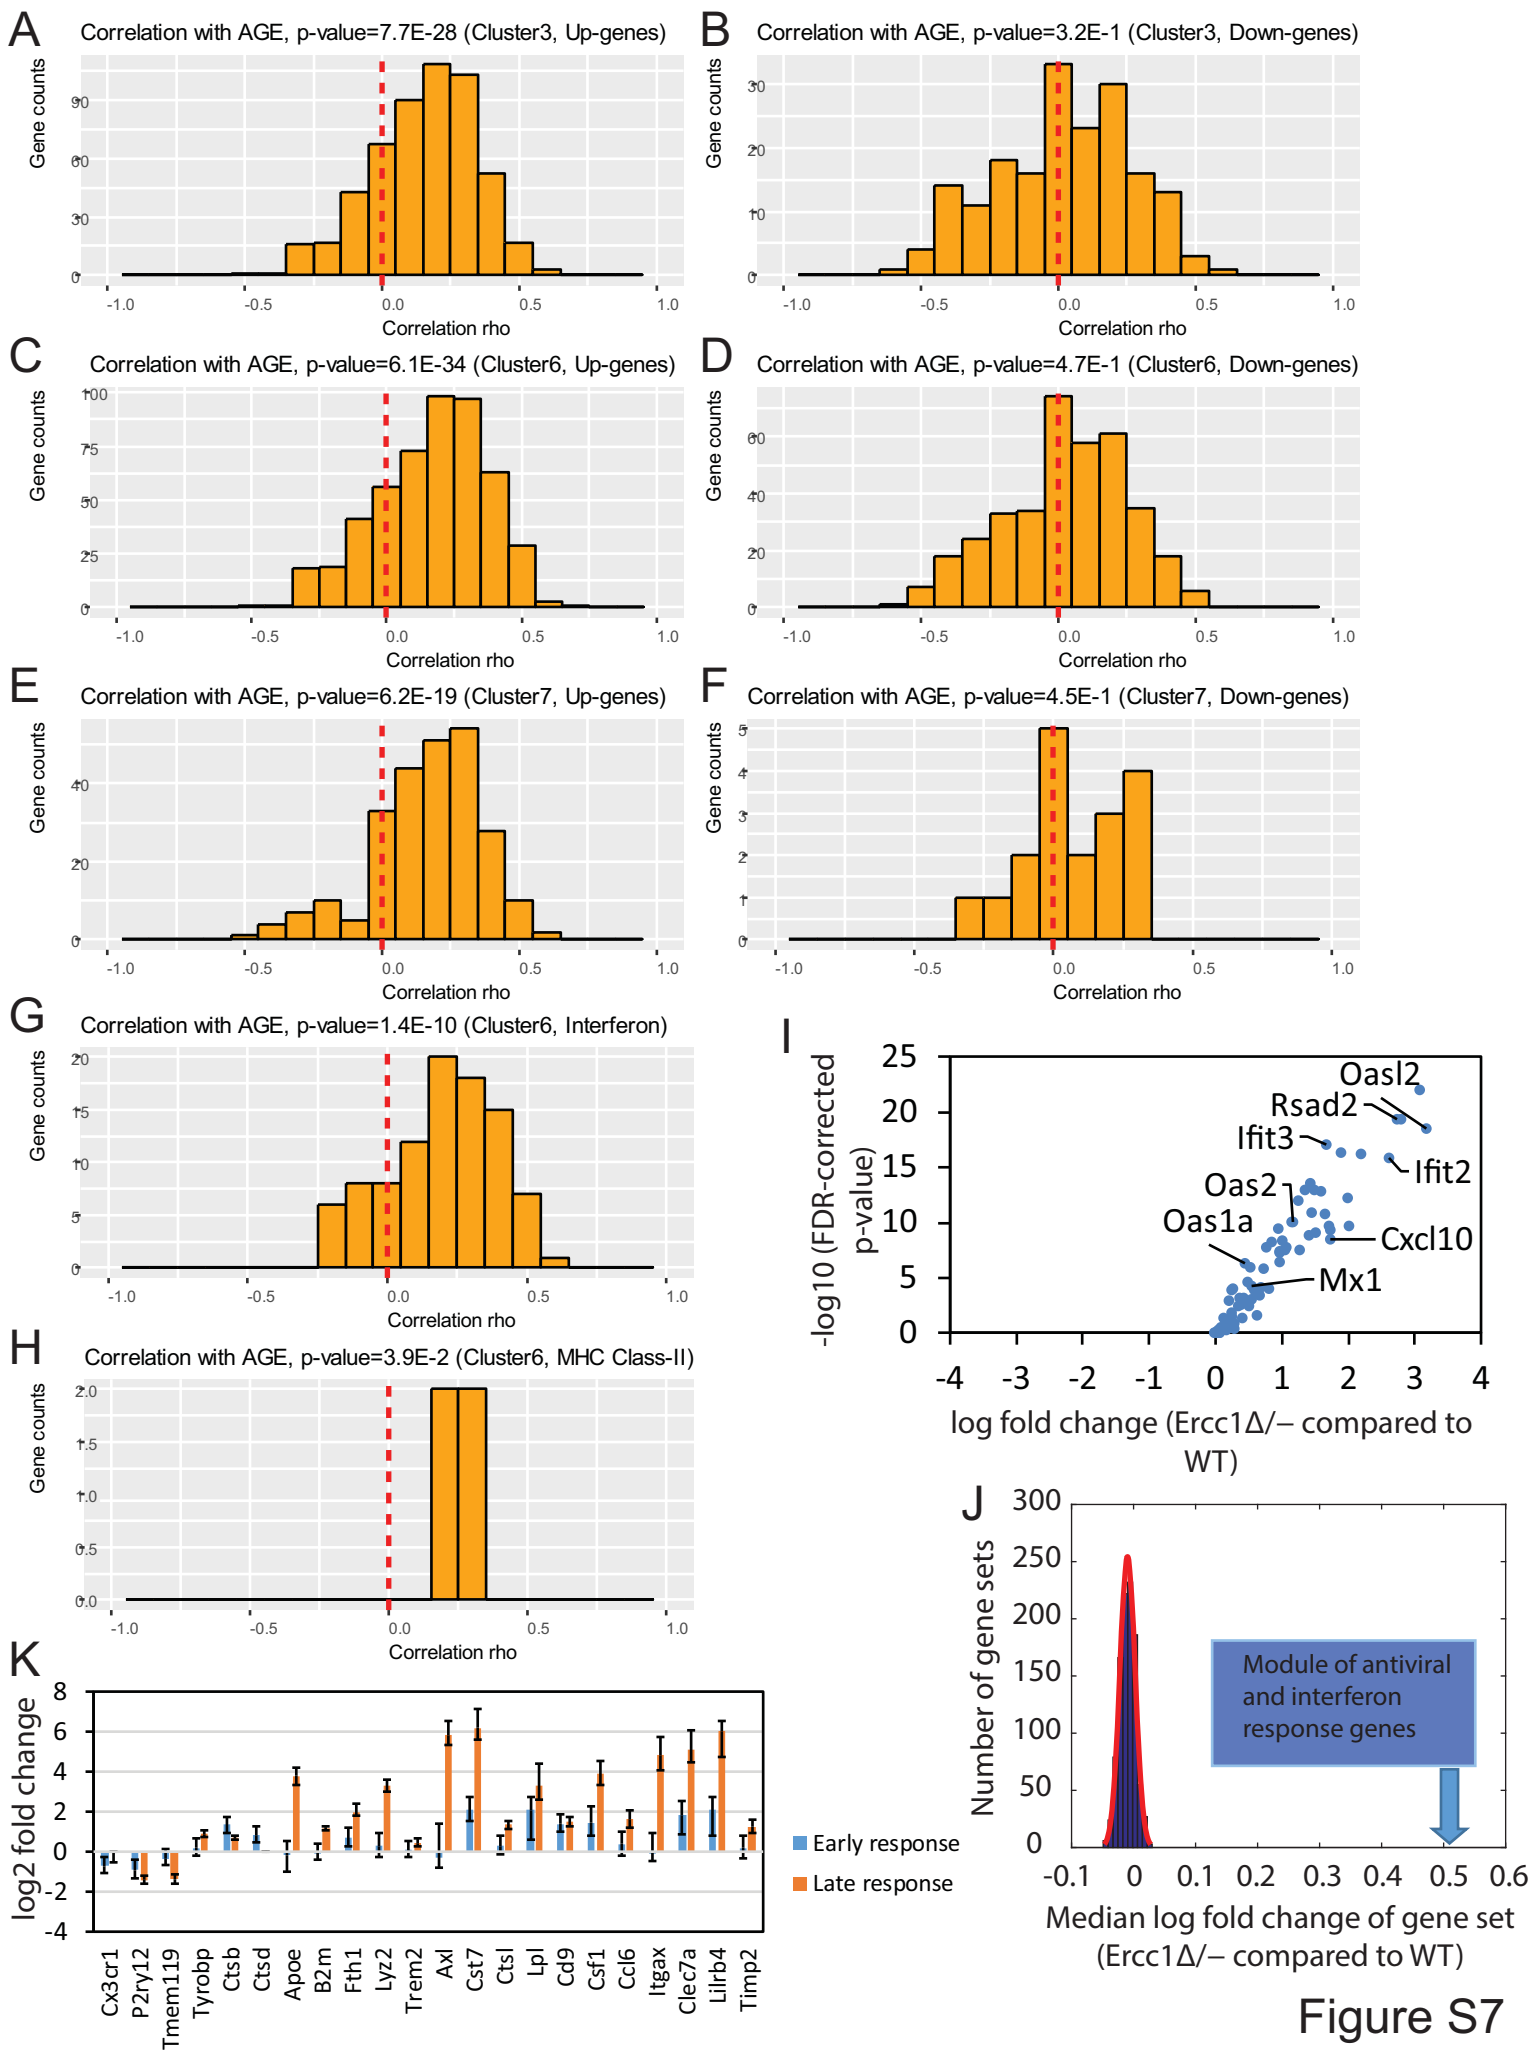 A
Correlation with AGE, p-value=7.7E-28 (Cluster3, Up-genes)
Gene counts
90
60
30
0
-1.0 -0.5 0.0 0.5 1.0
Correlation rho
B
Correlation with AGE, p-value=3.2E-1 (Cluster3, Down-genes)
Gene counts
30
20
10
0
-1.0 -0.5 0.0 0.5 1.0
Correlation rho
C
Correlation with AGE, p-value=6.1E-34 (Cluster6, Up-genes)
Gene counts
100
75
50
25
0
-1.0 -0.5 0.0 0.5 1.0
Correlation rho
D
Correlation with AGE, p-value=4.7E-1 (Cluster6, Down-genes)
Gene counts
60
40
20
0
-1.0 -0.5 0.0 0.5 1.0
Correlation rho
E
Correlation with AGE, p-value=6.2E-19 (Cluster7, Up-genes)
Gene counts
40
20
0
-1.0 -0.5 0.0 0.5 1.0
Correlation rho
F
Correlation with AGE, p-value=4.5E-1 (Cluster7, Down-genes)
Gene counts
5
4
3
2
1
0
-1.0 -0.5 0.0 0.5 1.0
Correlation rho
G
Correlation with AGE, p-value=1.4E-10 (Cluster6, Interferon)
Gene counts
20
15
10
5
0
-1.0 -0.5 0.0 0.5 1.0
Correlation rho
H
Correlation with AGE, p-value=3.9E-2 (Cluster6, MHC Class-II)
Gene counts
2.0
1.5
1.0
0.5
0.0
-1.0 -0.5 0.0 0.5 1.0
Correlation rho
I
-log10 (FDR-corrected
p-value)
25
20
15
10
5
0
Oasl2
Rsad2
Ifit3
Ifit2
Oas2
Oas1a
Cxcl10
Mx1
-4 -3 -2 -1 0 1 2 3 4
log fold change (Ercc1Δ/− compared to
WT)
J
Number of gene sets
300
250
200
150
100
50
0
Module of antiviral
and interferon
response genes
-0.1 0 0.1 0.2 0.3 0.4 0.5 0.6
Median log fold change of gene set
(Ercc1Δ/− compared to WT)
K
log2 fold change
8
6
4
2
0
-2
-4
Cx3cr1
P2ry12
Tmem119
Tyrobp
Ctsb
Ctsd
Apoe
B2m
Fth1
Lyz2
Trem2
Axl
Cst7
Ctsl
Lpl
Cd9
Csf1
Ccl6
Itgax
Clec7a
Lilrb4
Timp2
Early response
Late response
Figure S7